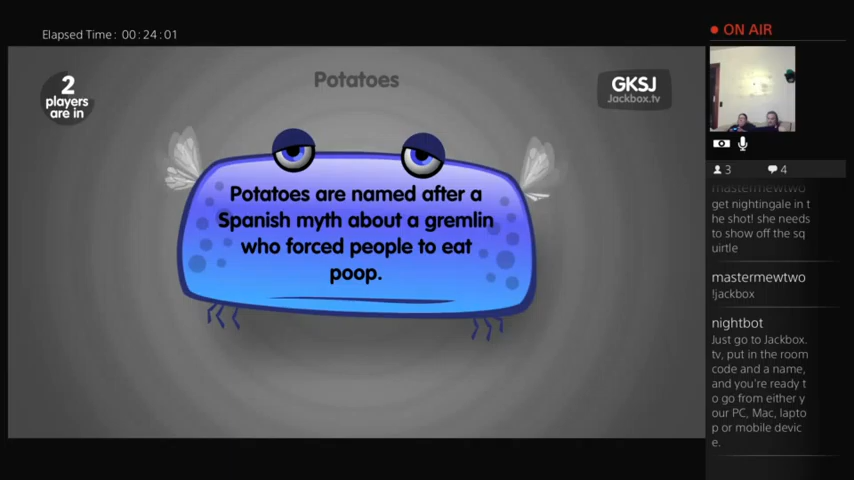 Elapsed Time: 00:24:01
ON AIR
2
players
are in
Potatoes
GKSJ
Jackbox.tv
Potatoes are named after a
Spanish myth about a gremlin
who forced people to eat
poop.
3
4
mastermewtwo
get nightingale in t
he shot! she needs
to show off the sq
uirtle
mastermewtwo
!jackbox
nightbot
Just go to Jackbox.
tv, put in the room
code and a name,
and you're ready t
o go from either y
our PC, Mac, lapto
p or mobile devic
e.